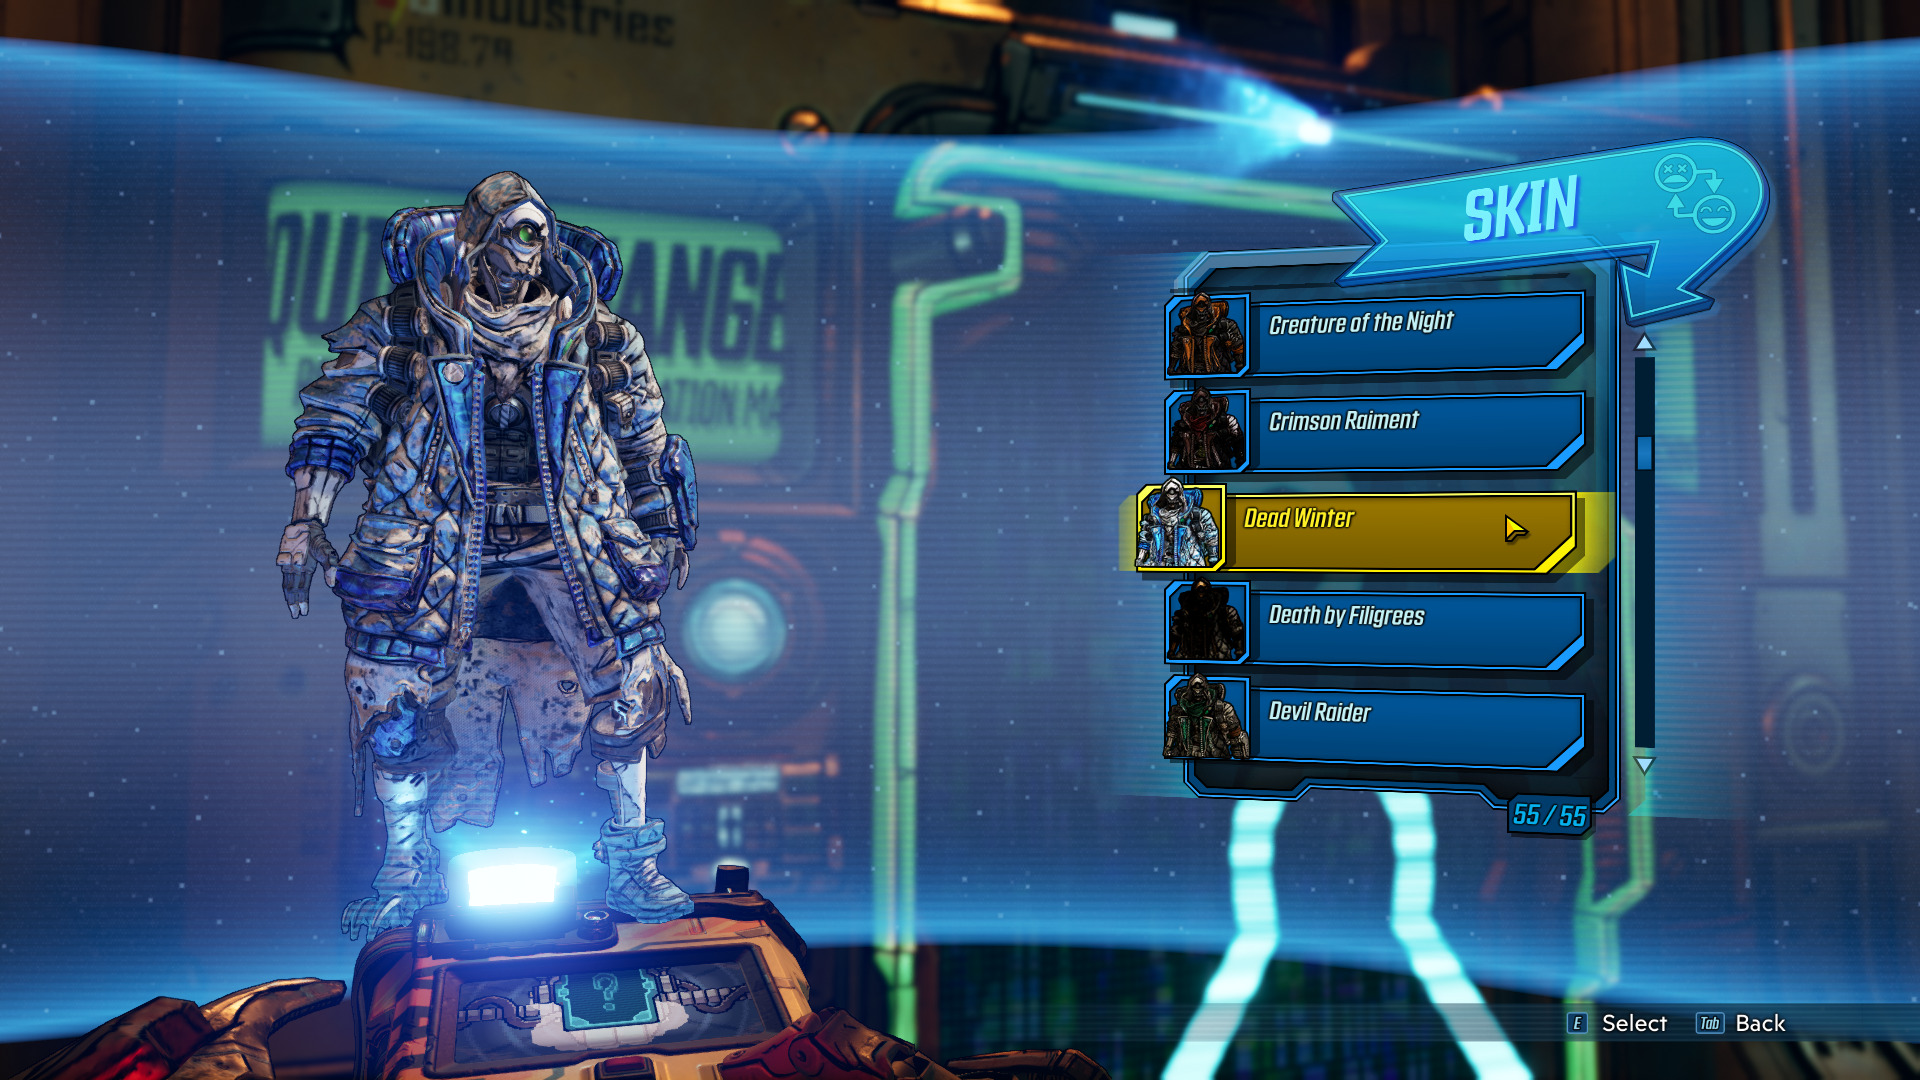 Industries
P-198.79
SKIN
Creature of the Night
Crimson Raiment
Dead Winter
Death by Filigrees
Devil Raider
55 / 55
E Select Tab Back